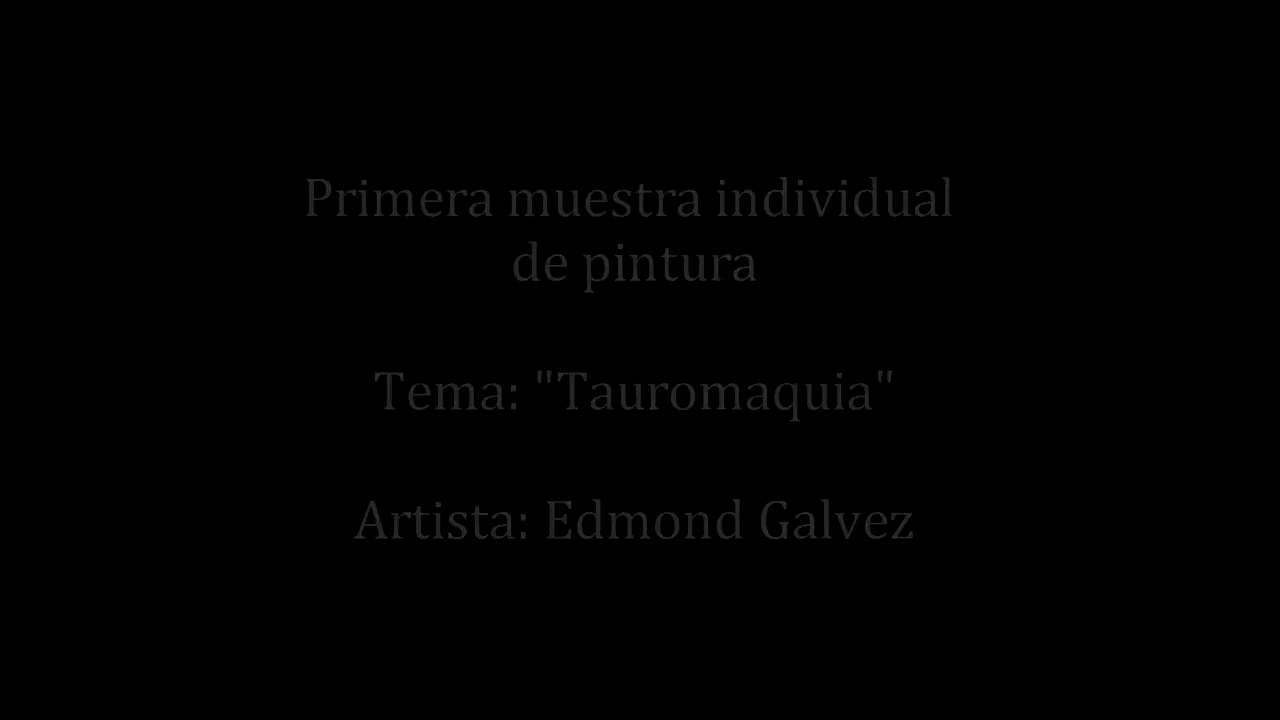 Primera muestra individual
de pintura
Tema: "Tauromaquia"
Artista: Edmond Galvez